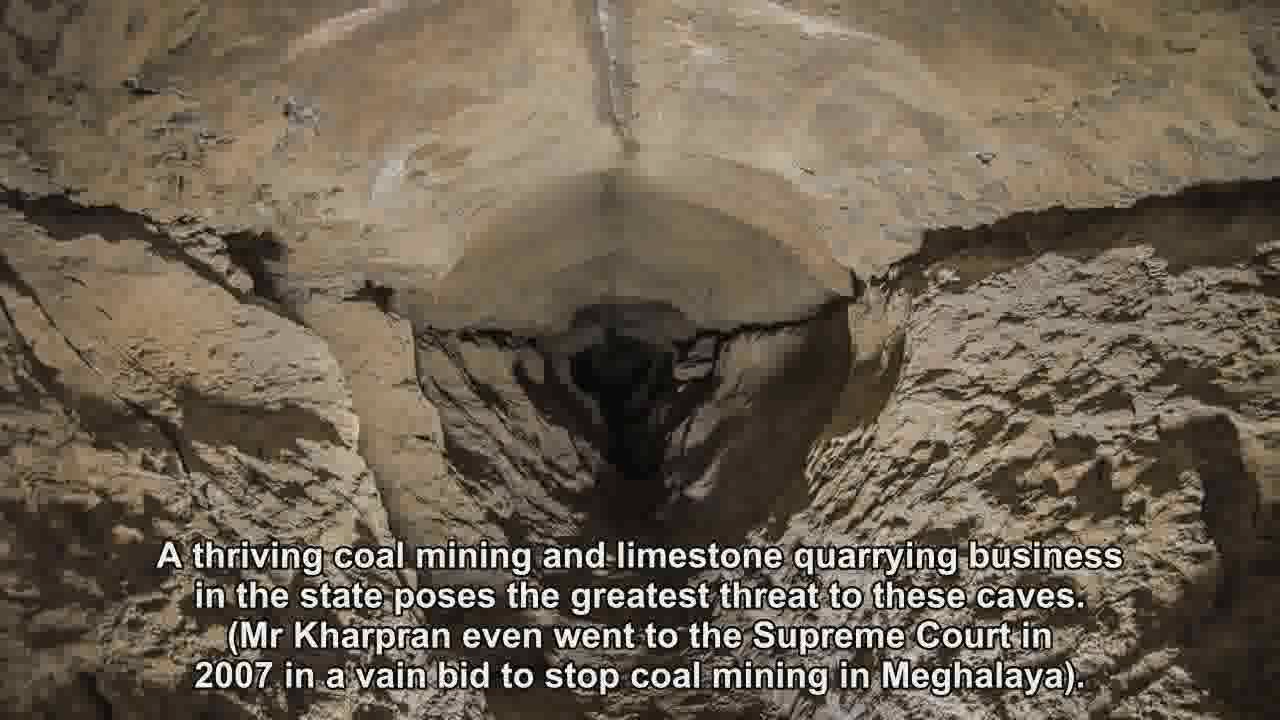 A thriving coal mining and limestone quarrying business
in the state poses the greatest threat to these caves.
(Mr Kharpran even went to the Supreme Court in
2007 in a vain bid to stop coal mining in Meghalaya).